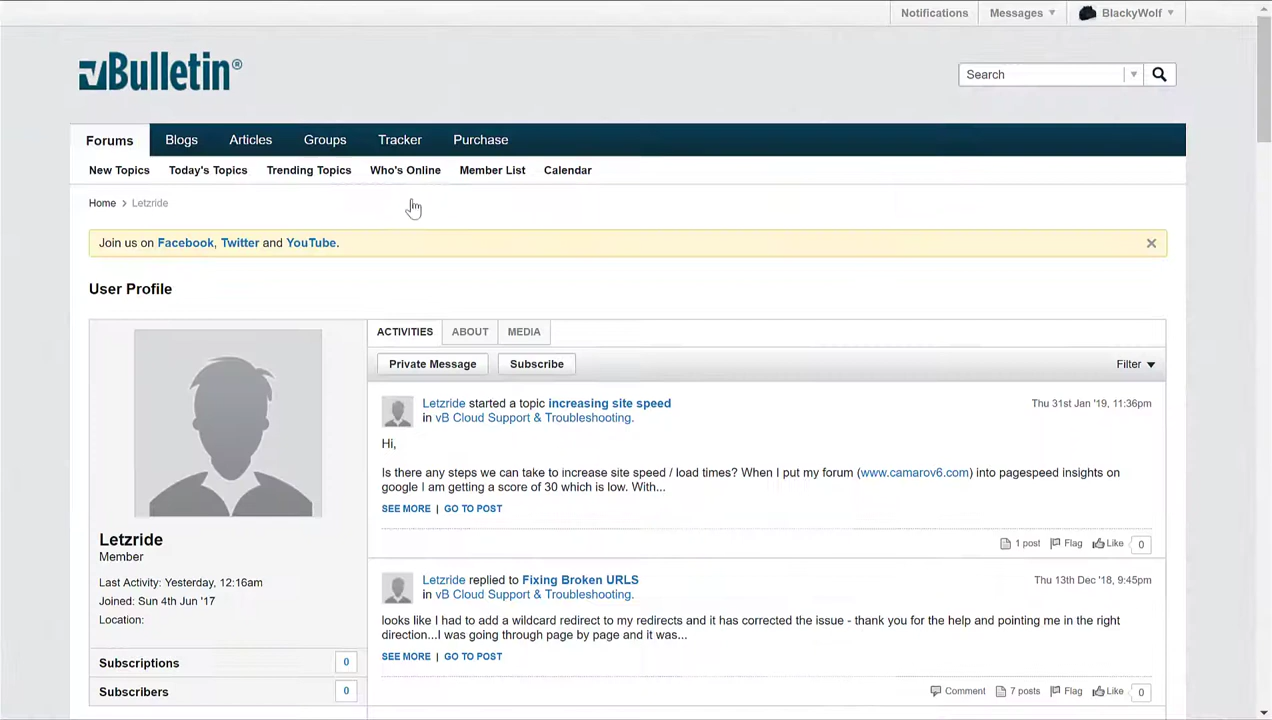 Notifications Messages BlackyWolf
vBulletin®
Search
Forums Blogs Articles Groups Tracker Purchase
New Topics Today's Topics Trending Topics Who's Online Member List Calendar
Home > Letzride
Join us on Facebook, Twitter and YouTube.
User Profile
ACTIVITIES ABOUT MEDIA
Private Message Subscribe Filter
Letzride started a topic increasing site speed Thu 31st Jan '19, 11:36pm
in vB Cloud Support & Troubleshooting.
Hi,
Is there any steps we can take to increase site speed / load times? When I put my forum (www.camarov6.com) into pagespeed insights on
google I am getting a score of 30 which is low. With...
SEE MORE | GO TO POST
1 post Flag Like 0
Letzride
Member
Last Activity: Yesterday, 12:16am
Joined: Sun 4th Jun '17
Location:
Subscriptions 0
Subscribers 0
Letzride replied to Fixing Broken URLS Thu 13th Dec '18, 9:45pm
in vB Cloud Support & Troubleshooting.
looks like I had to add a wildcard redirect to my redirects and it has corrected the issue - thank you for the help and pointing me in the right
direction...I was going through page by page and it was...
SEE MORE | GO TO POST
Comment 7 posts Flag Like 0